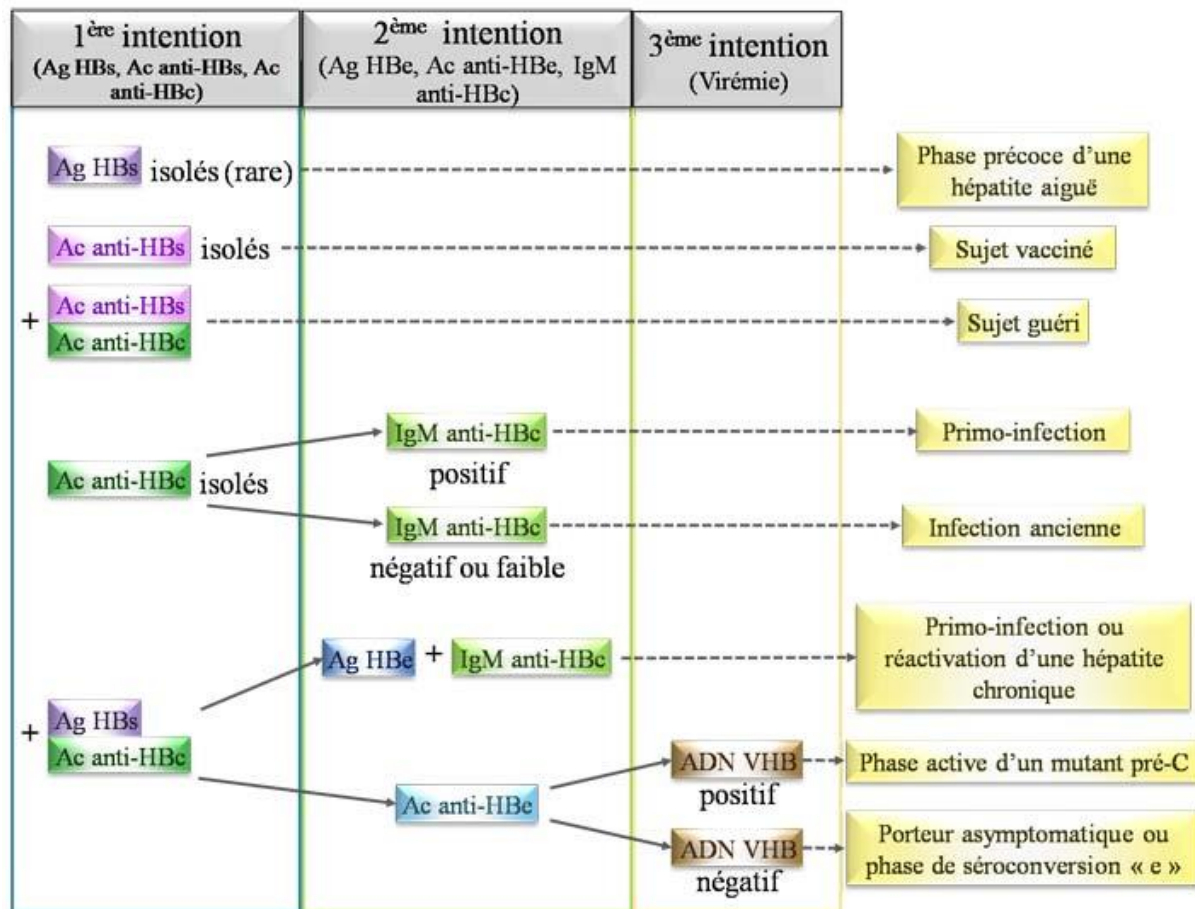 1ère intention
(Ag HBs, Ac anti-HBs, Ac
anti-HBc)
2ème intention
(Ag HBe, Ac anti-HBe, IgM
anti-HBc)
3ème intention
(Virémie)
Ag HBs isolés (rare)
Phase précoce d’une
hépatite aiguë
Ac anti-HBs isolés
Sujet vacciné
+ Ac anti-HBs
Ac anti-HBc
Sujet guéri
Ac anti-HBc isolés
IgM anti-HBc
positif
Primo-infection
IgM anti-HBc
négatif ou faible
Infection ancienne
+ Ag HBs
Ac anti-HBc
Ag HBe + IgM anti-HBc
Primo-infection ou
réactivation d’une hépatite
chronique
Ac anti-HBe
ADN VHB
positif
Phase active d’un mutant pré-C
ADN VHB
négatif
Porteur asymptomatique ou
phase de séroconversion « e »